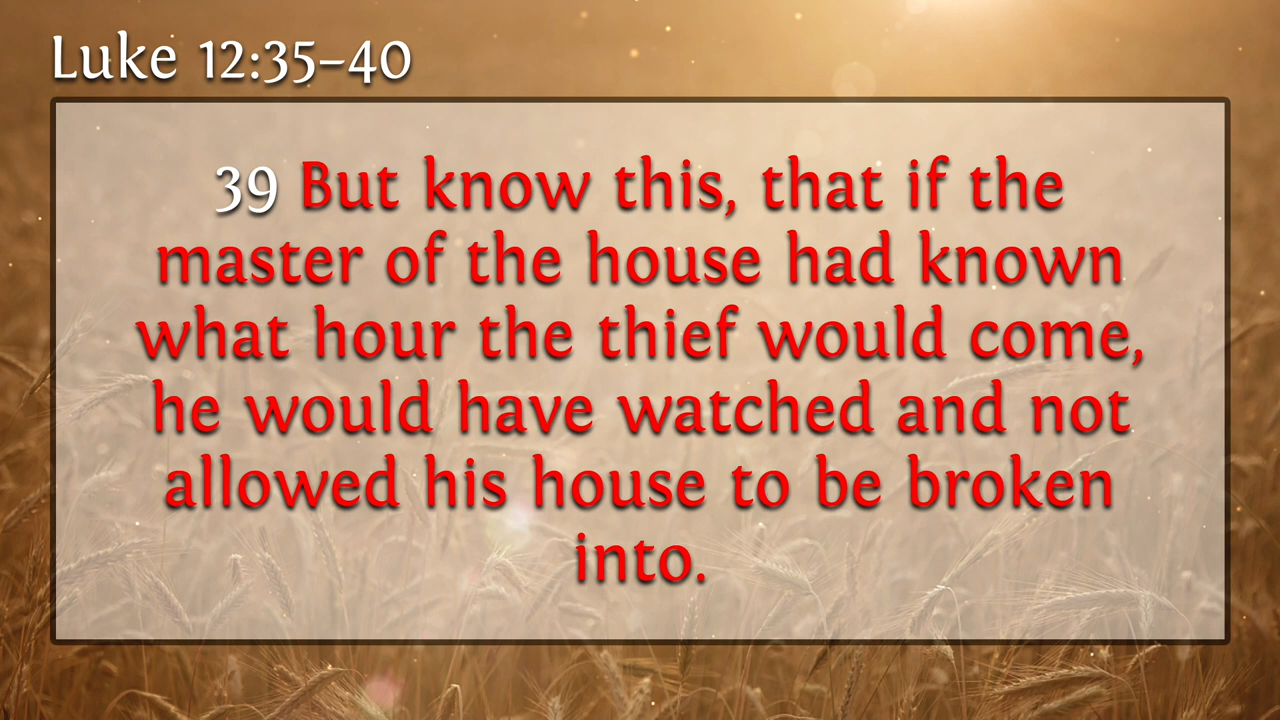 Luke 12:35–40
39 But know this, that if the
master of the house had known
what hour the thief would come,
he would have watched and not
allowed his house to be broken
into.